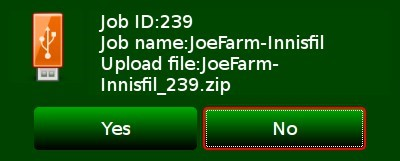 Job ID:239
Job name:JoeFarm-Innisfil
Upload file:JoeFarm-
Innisfil_239.zip
Yes
No